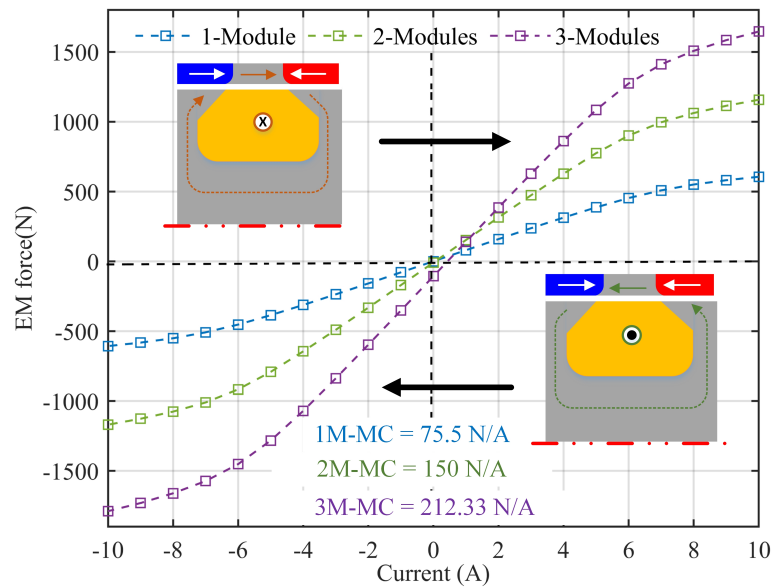 1-Module 2-Modules 3-Modules
1500
1000
500
0
-500
-1000
-1500
EM force(N)
X
1M-MC = 75.5 N/A
2M-MC = 150 N/A
3M-MC = 212.33 N/A
-10 -8 -6 -4 -2 0 2 4 6 8 10
Current (A)